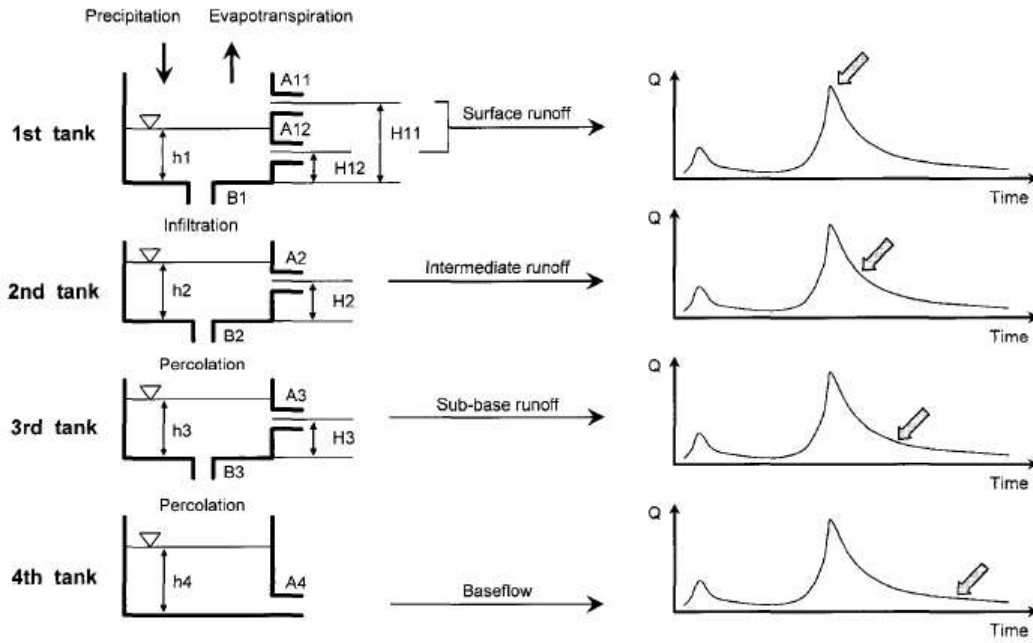 Precipitation Evapotranspiration
1st tank
h1
A11
A12
B1
H11
H12
Surface runoff
Q
Time
Infiltration
2nd tank
h2
A2
B2
H2
Intermediate runoff
Q
Time
Percolation
3rd tank
h3
A3
B3
H3
Sub-base runoff
Q
Time
Percolation
4th tank
h4
A4
Baseflow
Q
Time